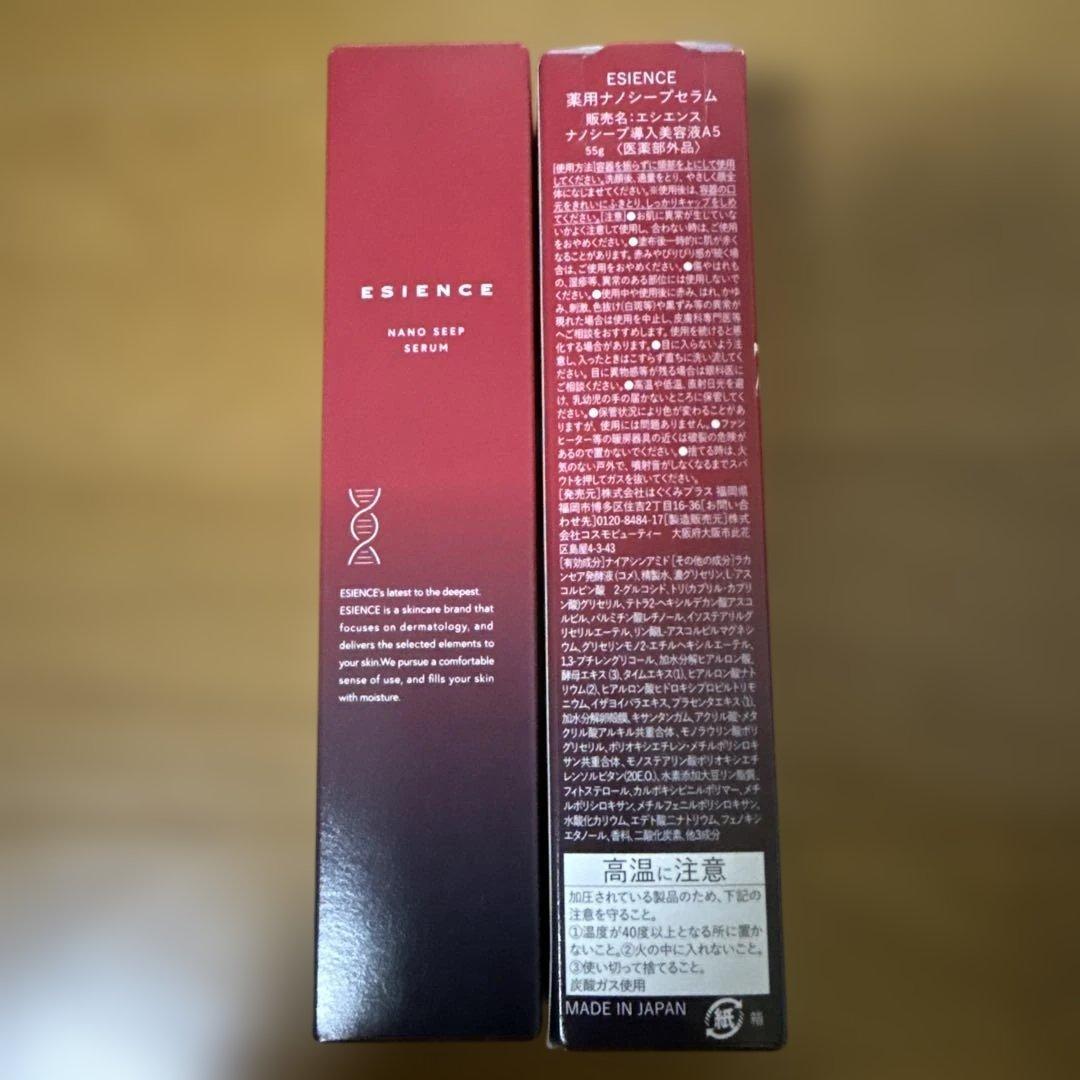 ESIENCE
NANO SEEP
SERUM
ESIENCE's latest to the deepest.
ESIENCE is a skincare brand that
focuses on dermatology, and
delivers the selected elements to
your skin.We pursue a comfortable
sense of use, and fills your skin
with moisture.
ESIENCE
薬用ナノシープセラム
販売名:エシエンス
ナノシープ導入美容液A5
55g 〈医薬部外品〉
[使用方法]容器を振らずに頭部を上にして使用
してください。洗顔後、適量をとり、やさしく顔全
体になじませてください。※使用後は、容器の口
元をきれいにふきとり、しっかりキャップをしめ
てください。[注意]●お肌に異常が生じていな
いかよく注意して使用し、合わない時は、ご使用
をおやめください。●塗布後一時的に肌が赤く
なることがあります。赤みやぴりぴり感が続く場
合は、ご使用をおやめください。●傷やはれも
の、湿疹等、異常のある部位には使用しないで
ください。●使用中や使用後に赤み、はれ、かゆ
み、刺激、色抜け(白斑等)や黒ずみ等の異常が
現れた場合は使用を中止し、皮膚科専門医等
へご相談をおすすめします。使用を続けると悪
化する場合があります。●目に入らないよう注
意し、入ったときはこすらず直ちに洗い流してく
ださい。目に異物感等が残る場合は眼科医に
ご相談ください。●高温や低温、直射日光を避
け、乳幼児の手の届かないところに保管してく
ださい。●保管状況により色が変わることがあ
りますが、使用には問題ありません。●ファン
ヒーター等の暖房器具の近くは破裂の危険が
あるので置かないでください。●捨てる時は、火
気のない戸外で、噴射音がしなくなるまでスパ
ウトを押してガスを抜いてください。
[発売元]株式会社はぐくみプラス 福岡県
福岡市博多区住吉2丁目16-36[お問い合
わせ先]0120-8484-17[製造販売元]株式
会社コスモビューティー 大阪府大阪市此花
区島屋4-3-43
[有効成分]ナイアシンアミド[その他の成分]ラカ
ンセア発酵液(コメ)、精製水、濃グリセリン、L-アス
コルビン酸 2-グルコシド、トリ(カプリル・カプリ
ン酸)グリセリル、テトラ2-ヘキシルデカン酸アスコ
ルビル、パルミチン酸レチノール、イソステアリルグ
リセリルエーテル、リン酸L-アスコルビルマグネシ
ウム、グリセリンモノ2-エチルヘキシルエーテル、
1,3-ブチレングリコール、加水分解ヒアルロン酸、
酵母エキス(3)、タイムエキス(1)、ヒアルロン酸ナト
リウム(2)、ヒアルロン酸ヒドロキシプロピルトリモ
ニウム、イザヨイバラエキス、プラセンタエキス(1)、
加水分解卵殻膜、キサンタンガム、アクリル酸・メタ
クリル酸アルキル共重合体、モノラウリン酸ポリ
グリセリル、ポリオキシエチレン・メチルポリシロキ
サン共重合体、モノステアリン酸ポリオキシエチ
レンソルビタン(20E.O.)、水素添加大豆リン脂質、
フィトステロール、カルボキシビニルポリマー、メチ
ルポリシロキサン、メチルフェニルポリシロキサン、
水酸化カリウム、エデト酸二ナトリウム、フェノキシ
エタノール、香料、二酸化炭素、他3成分
高温に注意
加圧されている製品のため、下記の
注意を守ること。
①温度が40度以上となる所に置か
ないこと。②火の中に入れないこと。
③使い切って捨てること。
炭酸ガス使用
MADE IN JAPAN
紙 箱